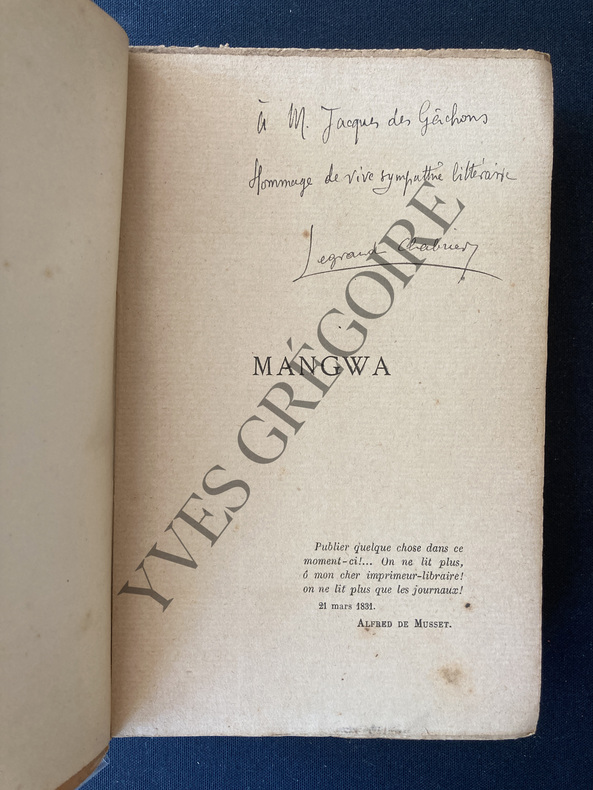 à M. Jacques des Gâchons
Hommage de vive sympathie littéraire
Legrand Chabrier
MANGWA
YVES GRÉGOIRE
Publier quelque chose dans ce
moment-ci!... On ne lit plus,
ô mon cher imprimeur-libraire!
on ne lit plus que les journaux!
21 mars 1831.
Alfred de Musset.